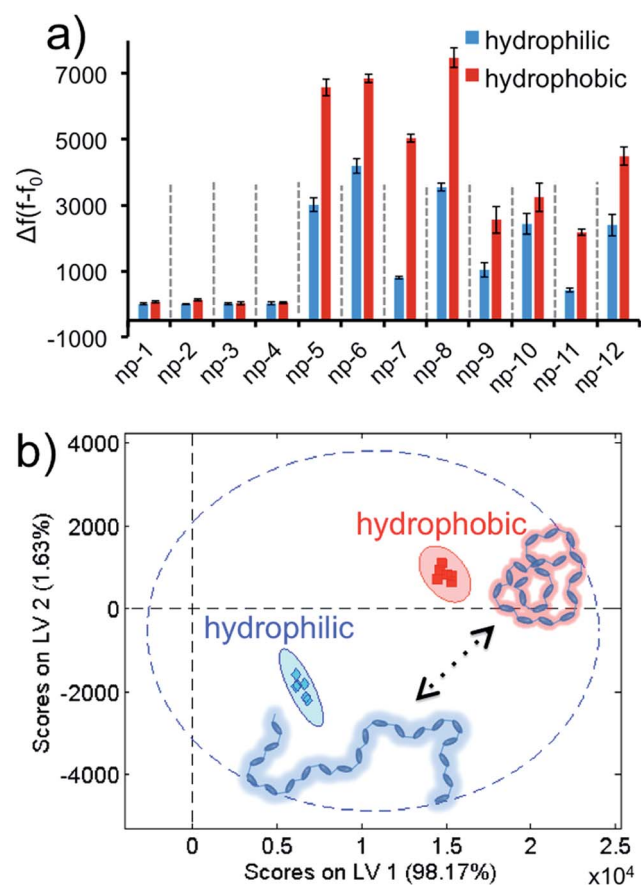 a)
hydrophilic
hydrophobic
7000
5000
3000
1000
-1000
Δf(f-f₀)
np-1 np-2 np-3 np-4 np-5 np-6 np-7 np-8 np-9 np-10 np-11 np-12
b)
4000
2000
0
-2000
-4000
Scores on LV 2 (1.63%)
hydrophobic
hydrophilic
0 0.5 1 1.5 2 2.5
Scores on LV 1 (98.17%) x10⁴